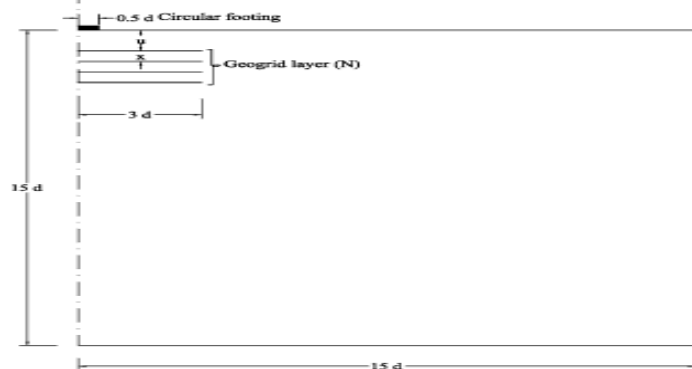 0.5 d Circular footing
u
x
Geogrid layer (N)
3 d
15 d
15 d